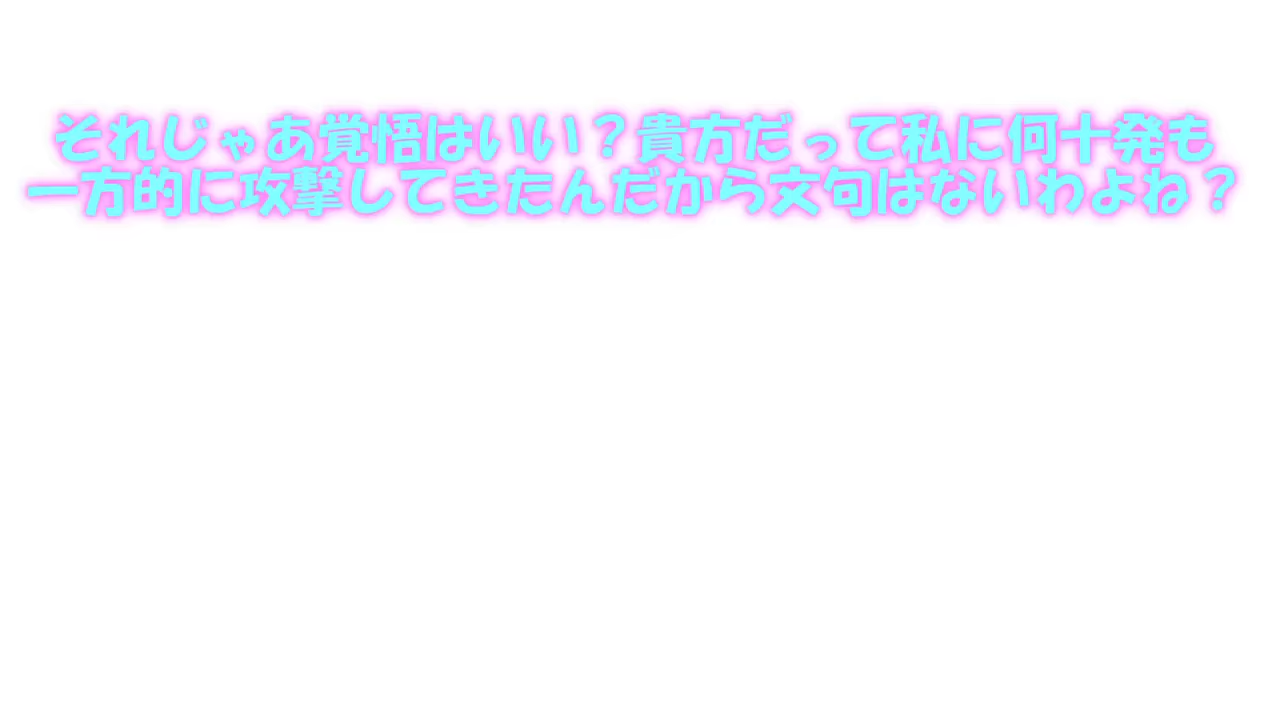 それじゃあ覚悟はいい？貴方だって私に何十発も
一方的に攻撃してきたんだから文句はないわよね？